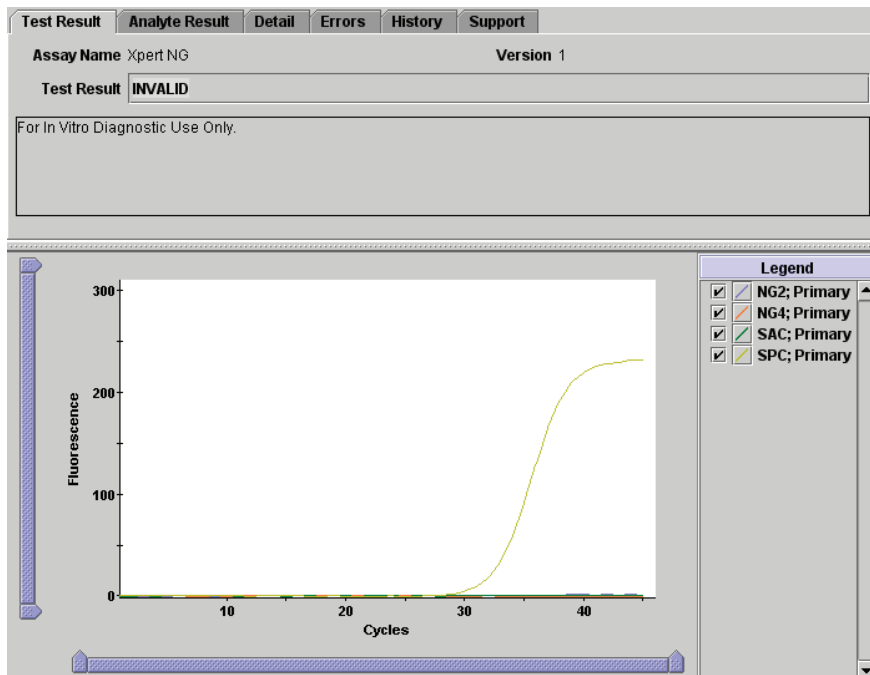 Test Result Analyte Result Detail Errors History Support
Assay Name Xpert NG Version 1
Test Result INVALID
For In Vitro Diagnostic Use Only.
Legend
NG2; Primary
NG4; Primary
SAC; Primary
SPC; Primary
300
200
100
0
Fluorescence
10 20 30 40
Cycles